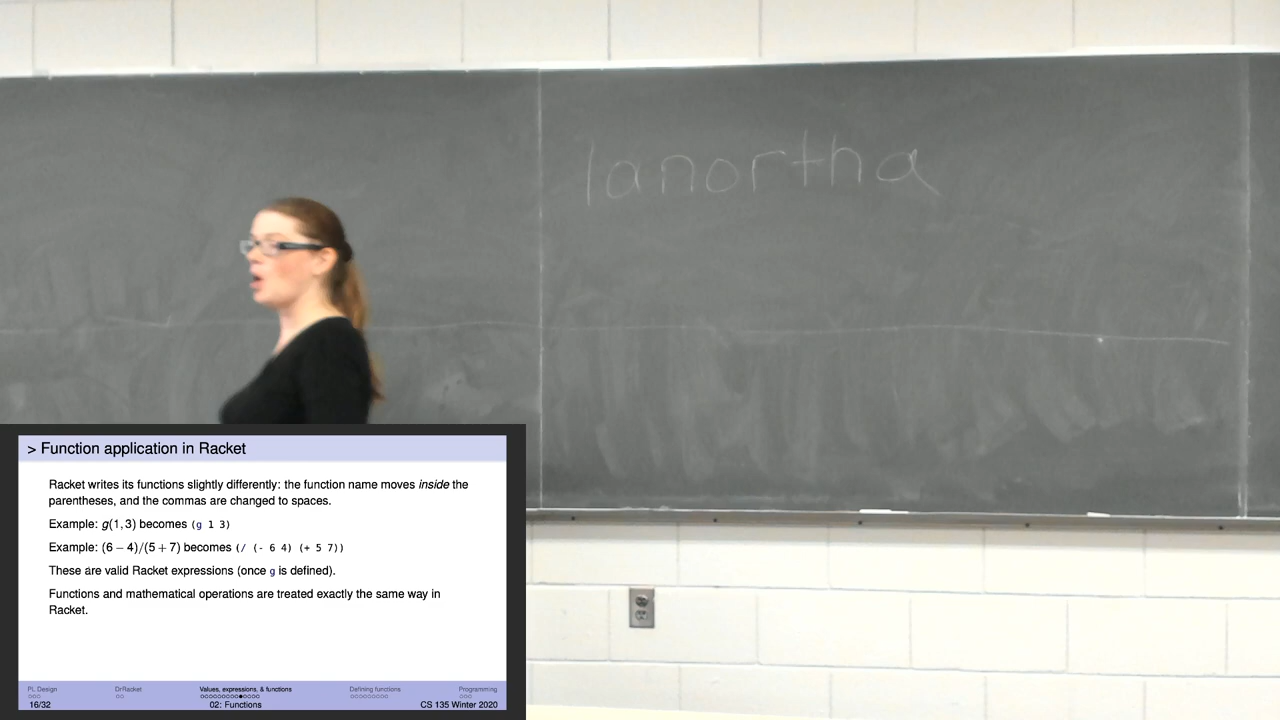 lanortha
> Function application in Racket
Racket writes its functions slightly differently: the function name moves inside the
parentheses, and the commas are changed to spaces.
Example: g(1,3) becomes (g 1 3)
Example: (6 − 4)/(5 + 7) becomes (/ (- 6 4) (+ 5 7))
These are valid Racket expressions (once g is defined).
Functions and mathematical operations are treated exactly the same way in
Racket.
PL Design DrRacket Values, expressions, & functions Defining functions Programming
16/32 02: Functions CS 135 Winter 2020